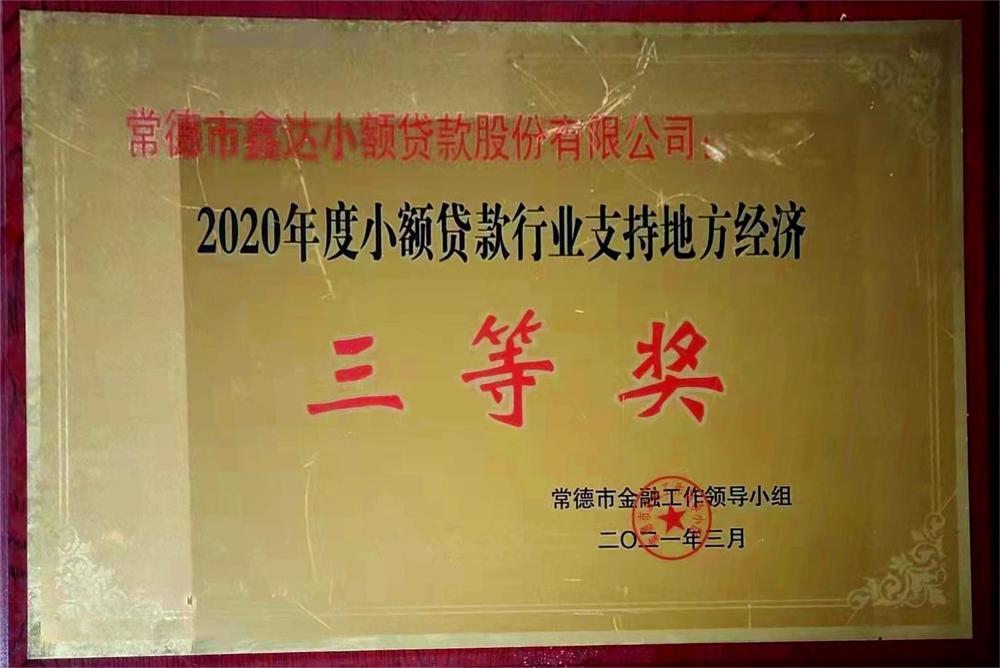 常德市鑫达小额贷款股份有限公司：
2020年度小额贷款行业支持地方经济
三等奖
常德市金融工作领导小组
二〇二一年三月